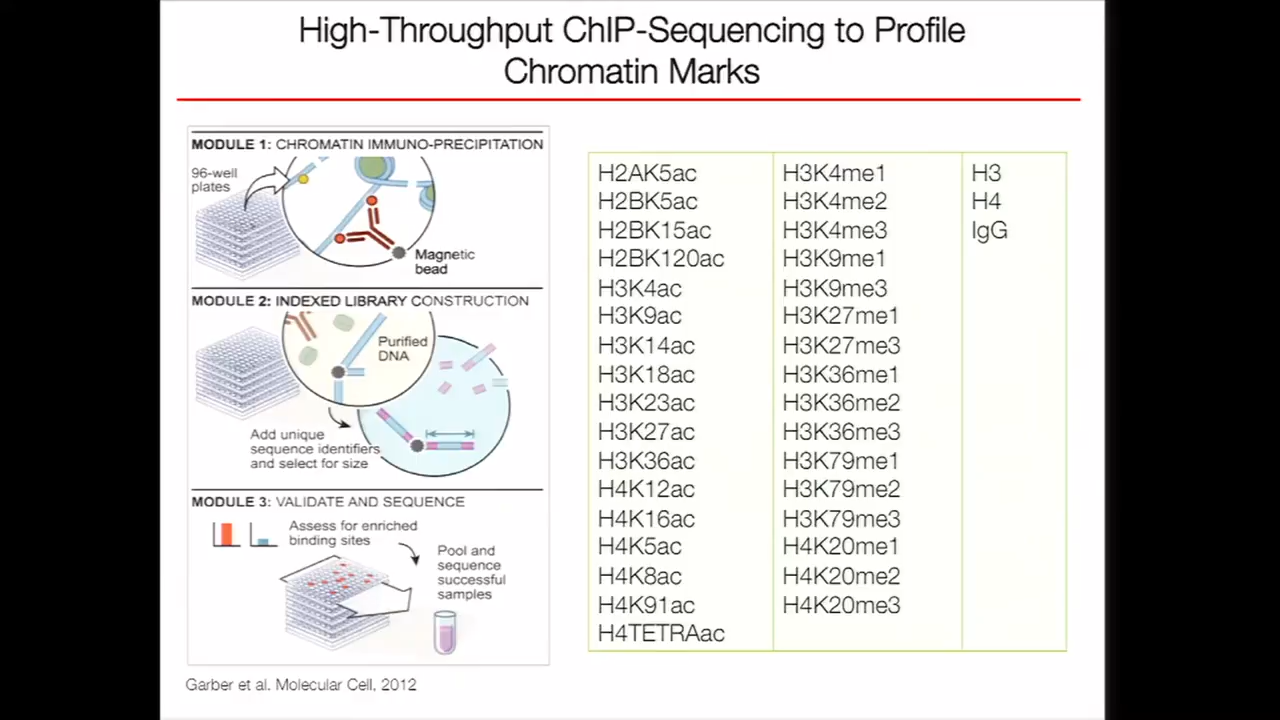 High-Throughput ChIP-Sequencing to Profile
Chromatin Marks
MODULE 1: CHROMATIN IMMUNO-PRECIPITATION
96-well
plates
Magnetic
bead
MODULE 2: INDEXED LIBRARY CONSTRUCTION
Purified
DNA
Add unique
sequence identifiers
and select for size
MODULE 3: VALIDATE AND SEQUENCE
Assess for enriched
binding sites
Pool and
sequence
successful
samples
H2AK5ac
H2BK5ac
H2BK15ac
H2BK120ac
H3K4ac
H3K9ac
H3K14ac
H3K18ac
H3K23ac
H3K27ac
H3K36ac
H4K12ac
H4K16ac
H4K5ac
H4K8ac
H4K91ac
H4TETRAac
H3K4me1
H3K4me2
H3K4me3
H3K9me1
H3K9me3
H3K27me1
H3K27me3
H3K36me1
H3K36me2
H3K36me3
H3K79me1
H3K79me2
H3K79me3
H4K20me1
H4K20me2
H4K20me3
H3
H4
IgG
Garber et al. Molecular Cell, 2012